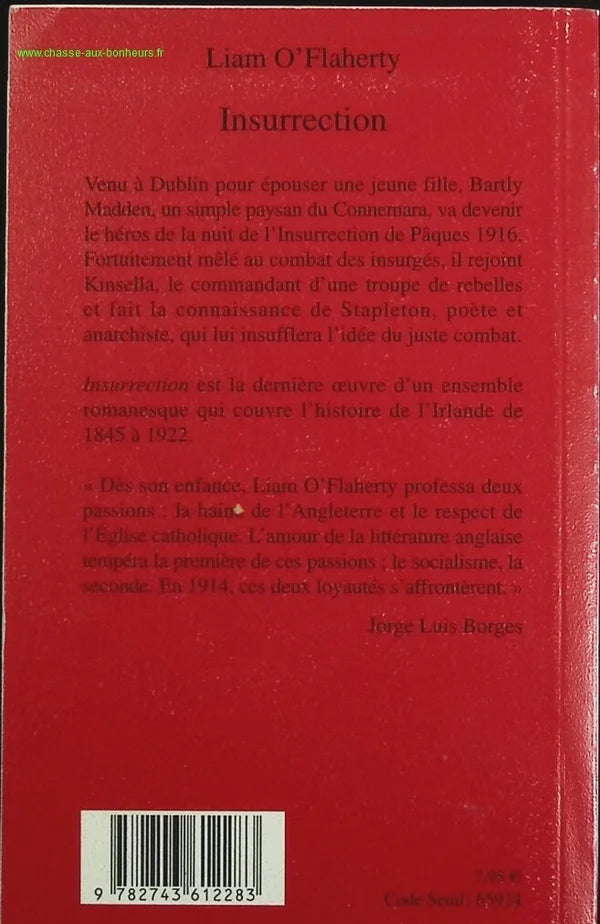 www.chasse-aux-bonheurs.fr
Liam O'Flaherty
Insurrection
Venu à Dublin pour épouser une jeune fille, Bartly
Madden, un simple paysan du Connemara, va devenir
le héros de la nuit de l'Insurrection de Pâques 1916.
Fortuitement mêlé au combat des insurgés, il rejoint
Kinsella, le commandant d'une troupe de rebelles
et fait la connaissance de Stapleton, poète et
anarchiste, qui lui insufflera l'idée du juste combat.
Insurrection est la dernière œuvre d'un ensemble
romanesque qui couvre l'histoire de l'Irlande de
1845 à 1922.
« Dès son enfance, Liam O'Flaherty professa deux
passions : la haine de l'Angleterre et le respect de
l'Église catholique. L'amour de la littérature anglaise
tempéra la première de ces passions ; le socialisme, la
seconde. En 1914, ces deux loyautés s'affrontèrent. »
Jorge Luis Borges
9 782743 612283
7,95 €
Code Seuil :